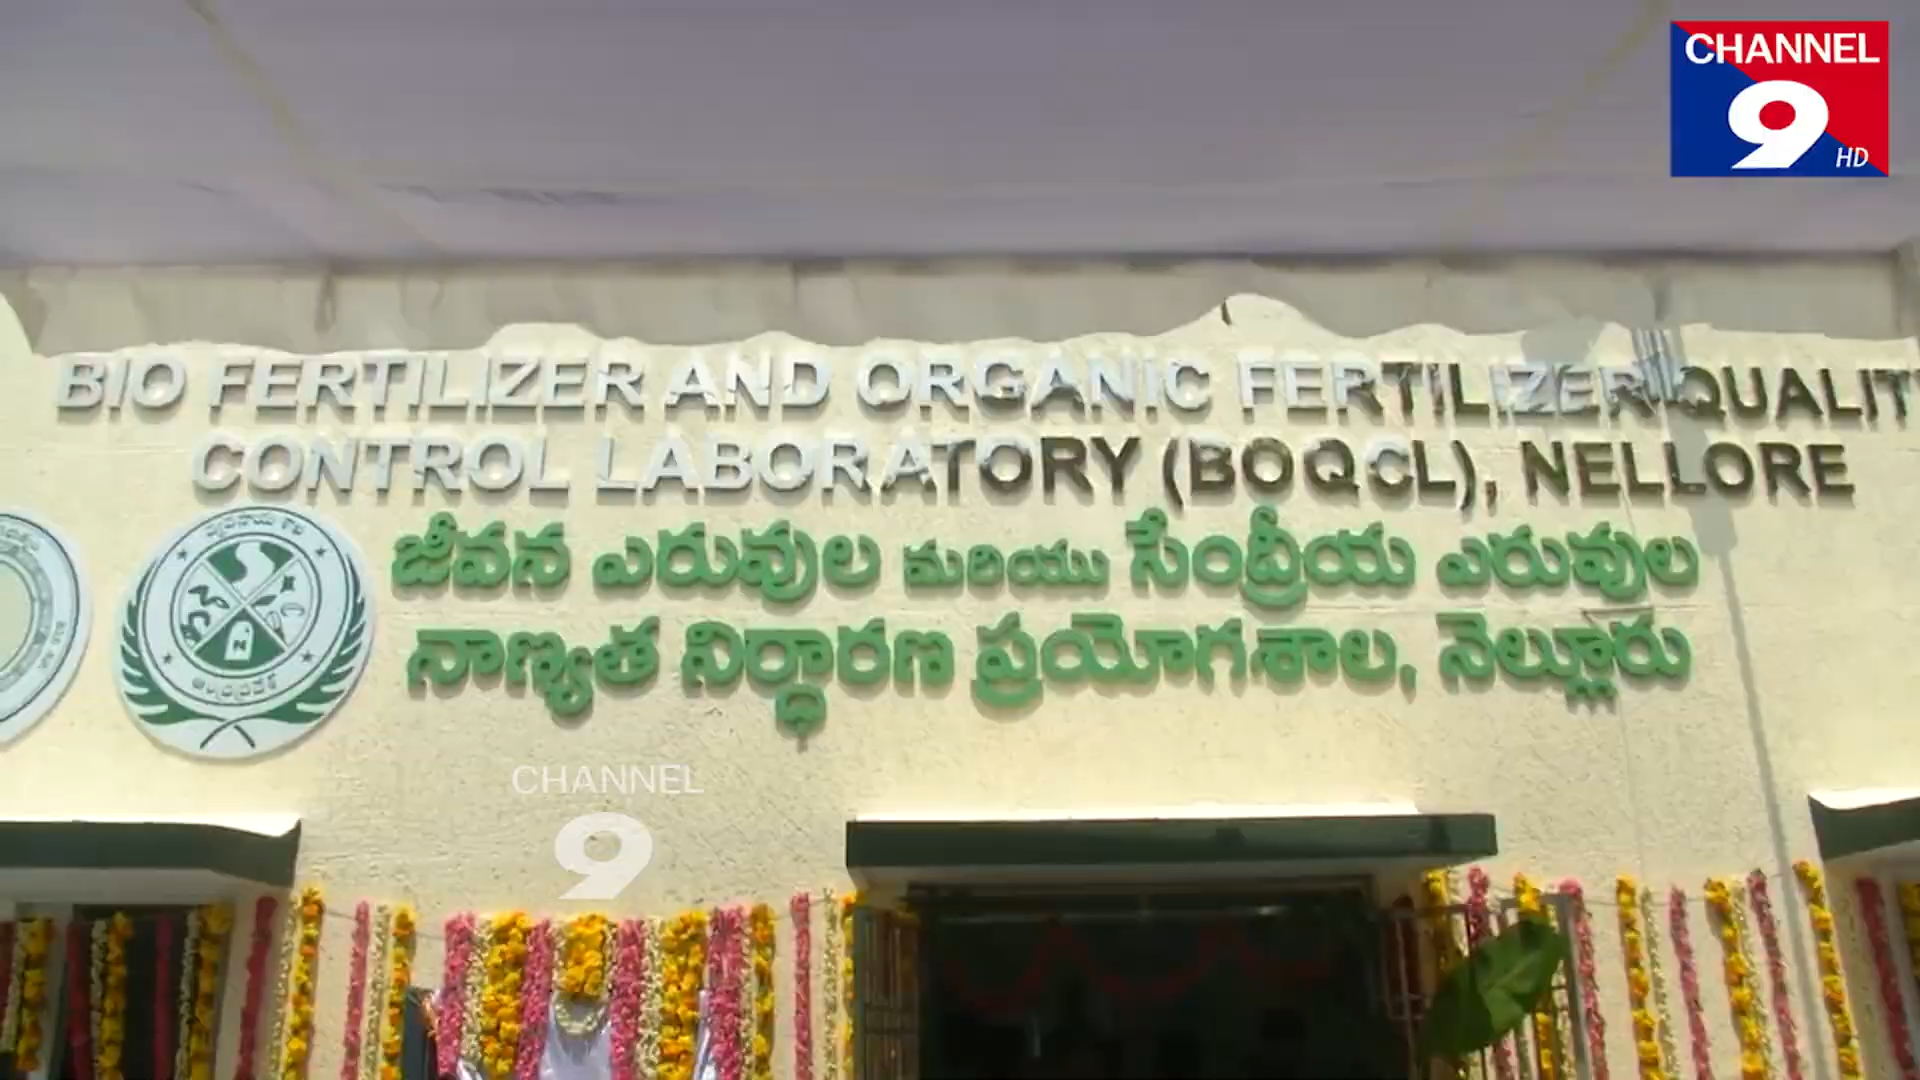 CHANNEL
9
HD
BIO FERTILIZER AND ORGANIC FERTILIZER QUALIT
CONTROL LABORATORY (BOQCL), NELLORE
జీవన ఎరువుల మరియు సేంద్రీయ ఎరువుల
నాణ్యత నిర్ధారణ ప్రయోగశాల, నెల్లూరు
CHANNEL
9